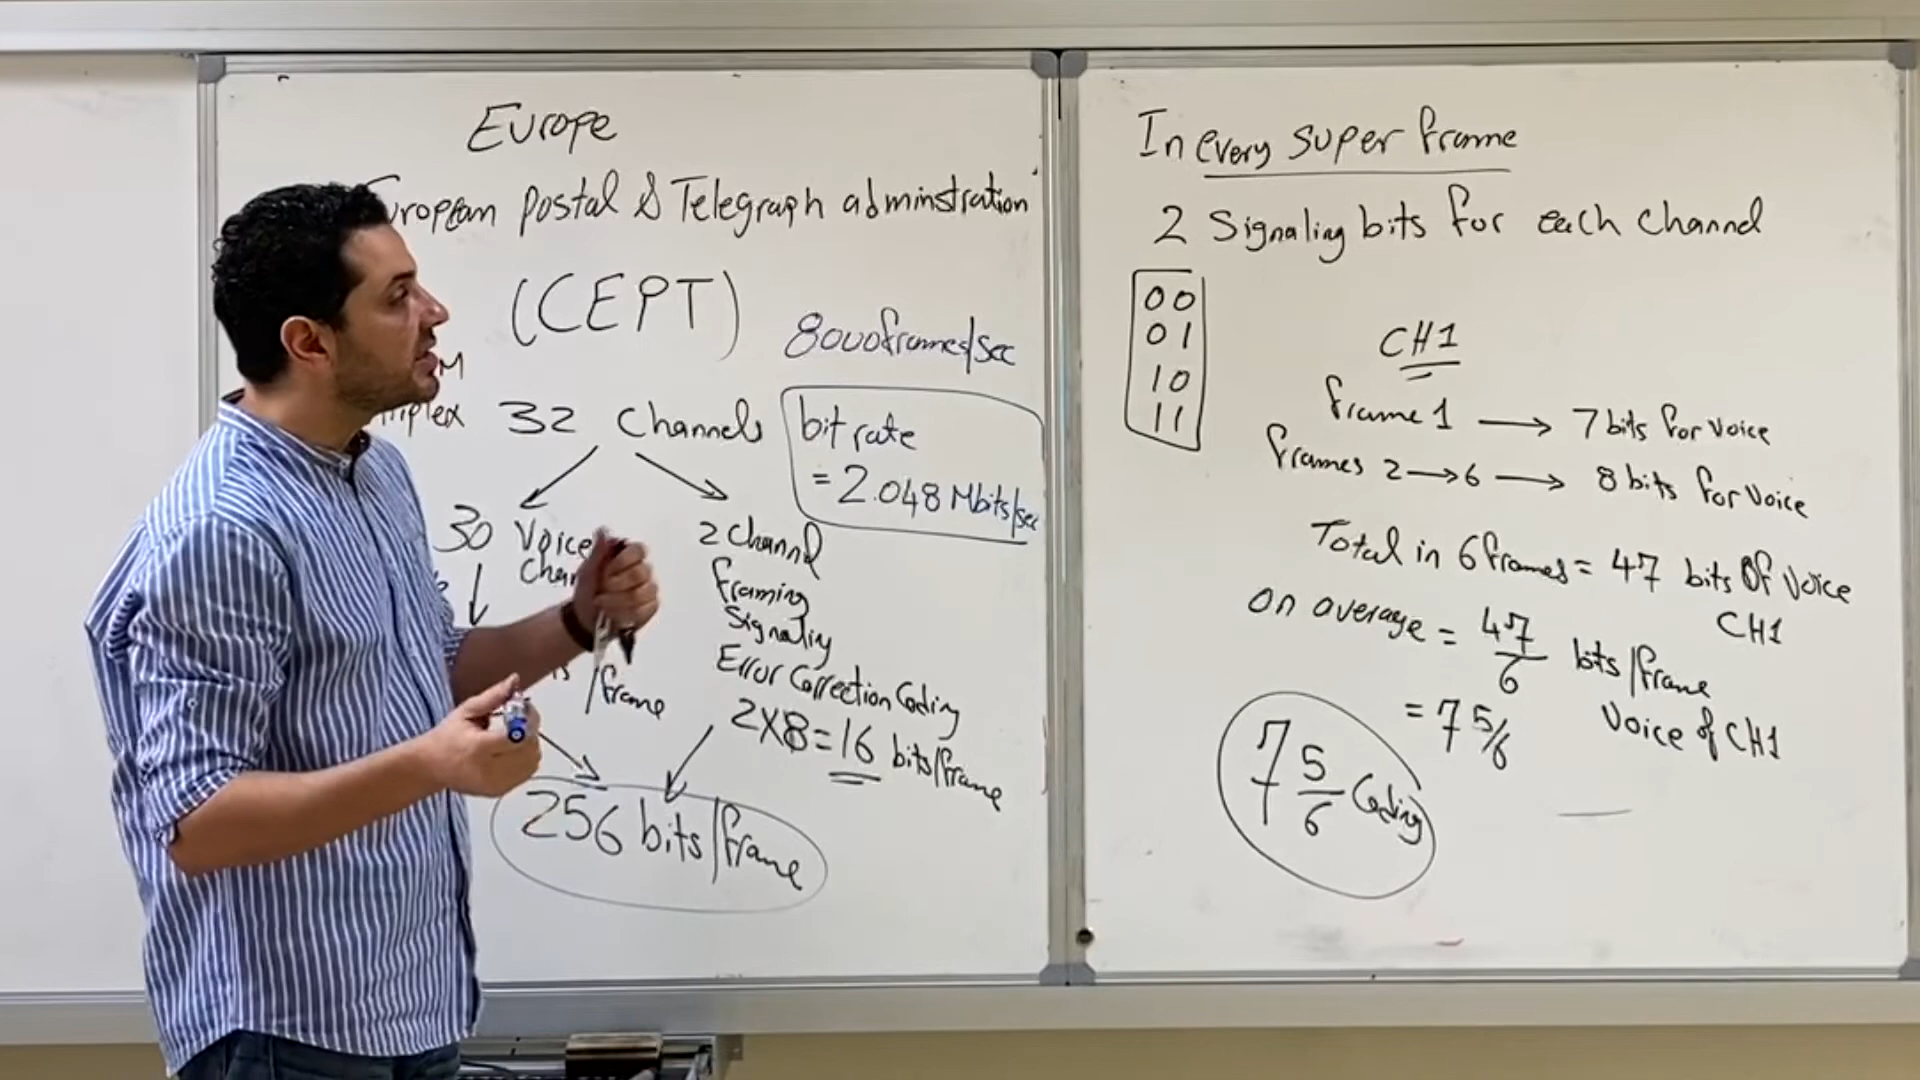 Europe
European postal & Telegraph adminstration
(CEPT)
8000 frames/sec
32 Channels
bit rate
= 2.048 Mbits/sec
30 Voice
2 Channel
Framing
Signaling
Error Correction Coding
/frame
2X8=16 bits/frame
256 bits/frame
In every super frame
2 Signaling bits for each Channel
00
01
10
11
CH1
frame 1 → 7 bits for voice
frames 2→6 → 8 bits for voice
Total in 6 frames = 47 bits of voice
CH1
on average = 47/6 bits/frame
= 7 5/6 Voice of CH1
7 5/6 Coding